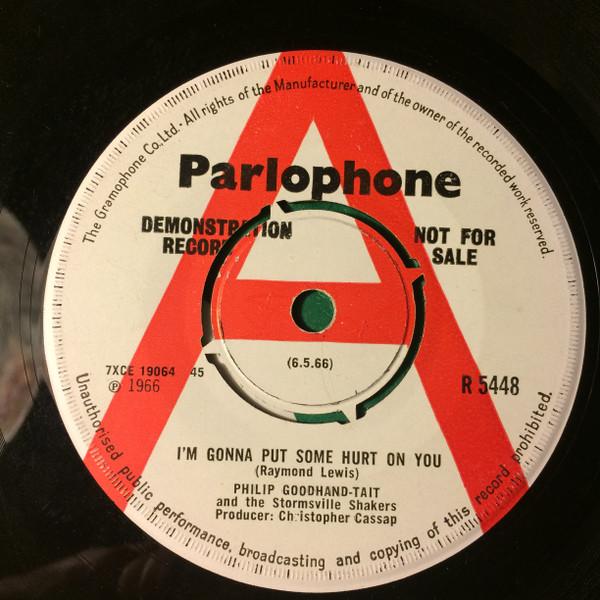 The Gramophone Co. Ltd.· All rights of the Manufacturer and of the owner of the recorded work reserved.
Parlophone
DEMONSTRATION NOT FOR
RECORD SALE
7XCE 19064 45
(6.5.66)
℗ 1966
R 5448
I'M GONNA PUT SOME HURT ON YOU
(Raymond Lewis)
PHILIP GOODHAND-TAIT
and the Stormsville Shakers
Producer: Christopher Cassap
Unauthorised public performance, broadcasting and copying of this record prohibited.